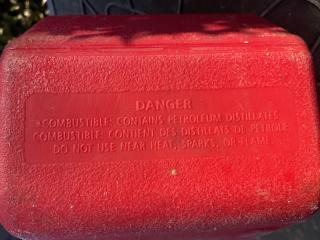 DANGER
*COMBUSTIBLE: CONTAINS PETROLEUM DISTILLATES
COMBUSTIBLE: CONTIENT DES DISTILLATS DE PETROLE
DO NOT USE NEAR HEAT, SPARKS, OR FLAME